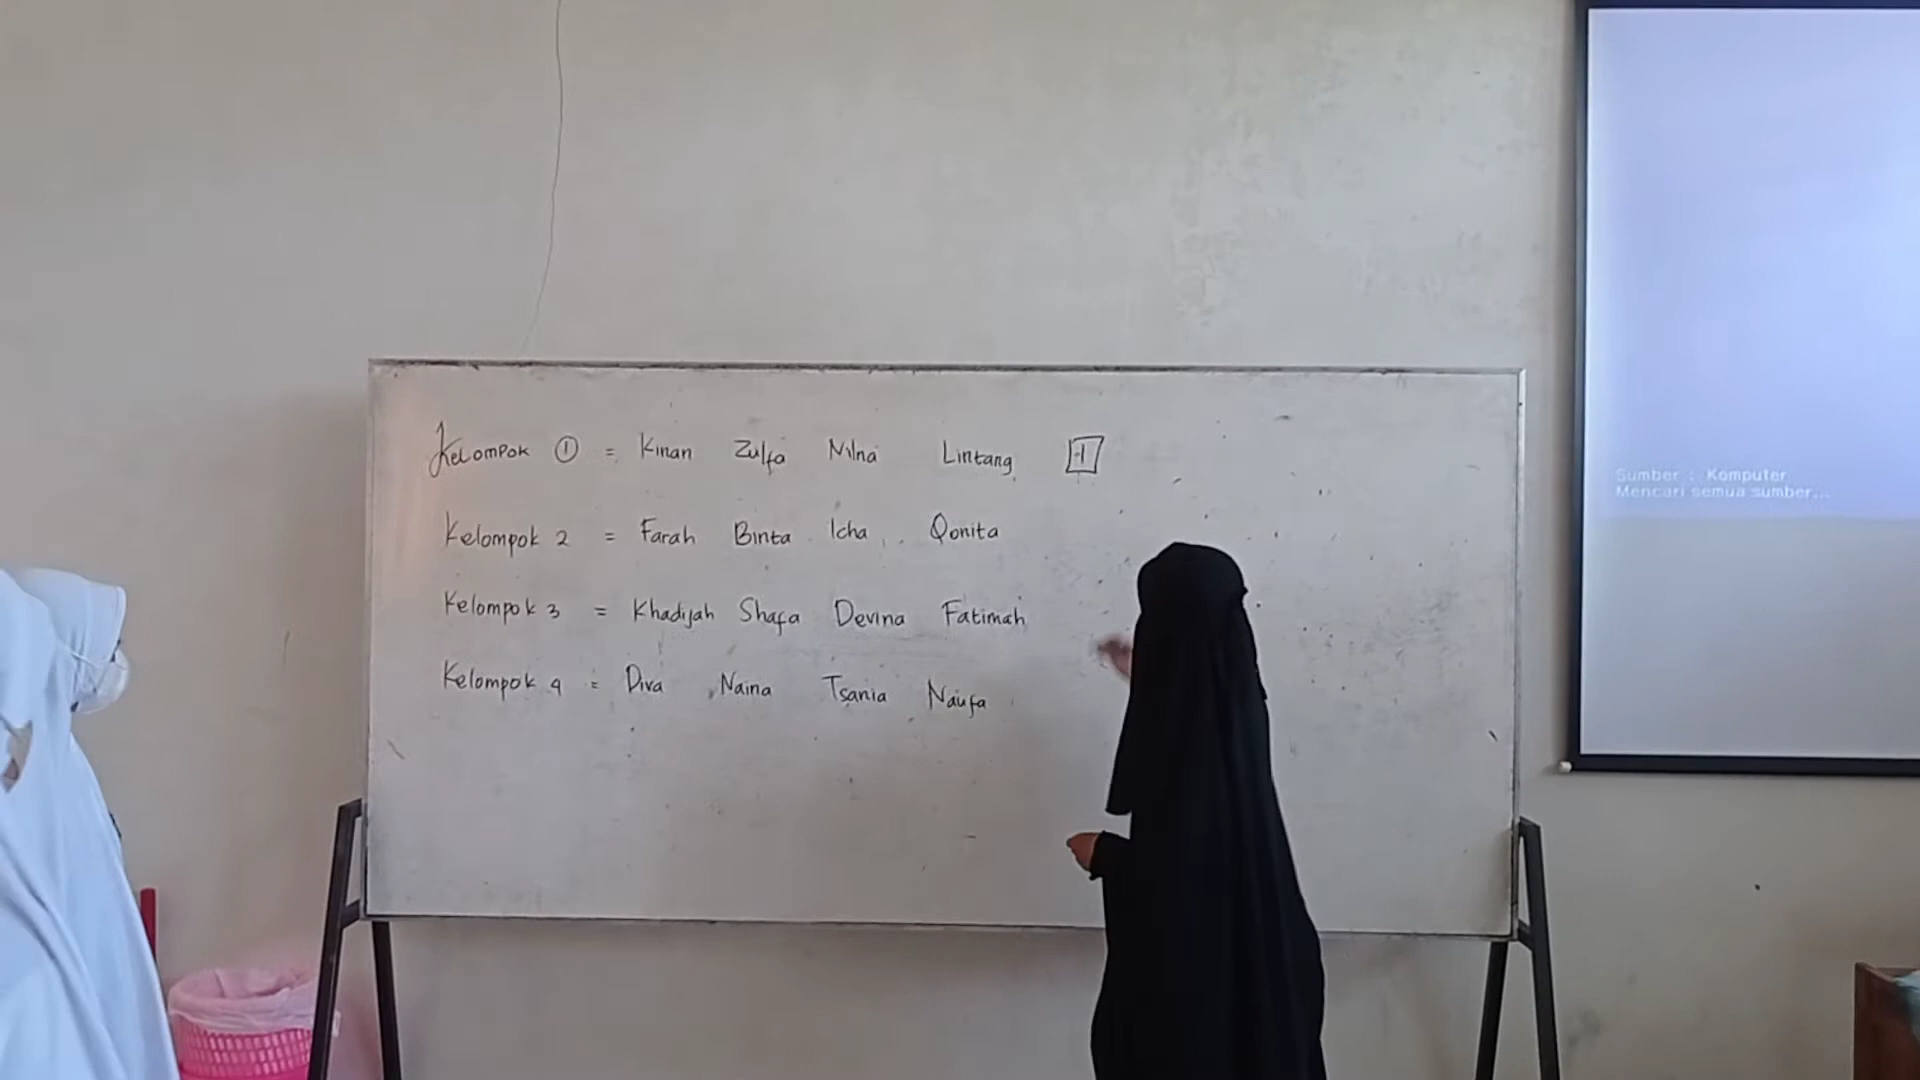 Kelompok ① = Kinan Zulfa Nilna Lintang -1
Kelompok 2 = Farah Binta Icha Qonita
Kelompok 3 = Khadijah Shafa Devina Fatimah
Kelompok 4 = Diva Naina Tsania Naufa
Sumber : Komputer
Mencari semua sumber...